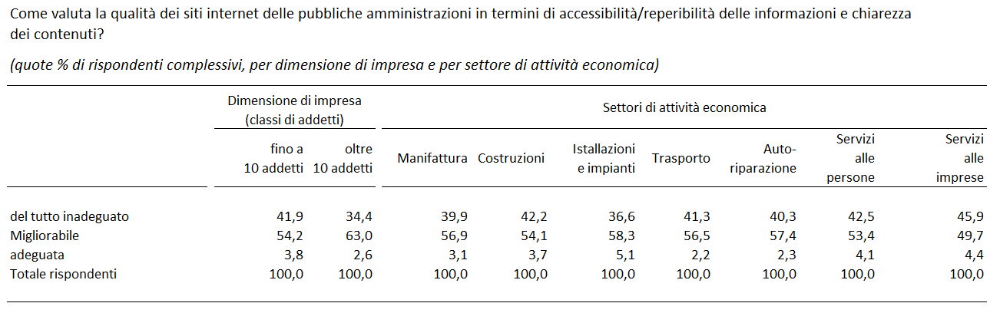 Come valuta la qualità dei siti internet delle pubbliche amministrazioni in termini di accessibilità/reperibilità delle informazioni e chiarezza
dei contenuti?
(quote % di rispondenti complessivi, per dimensione di impresa e per settore di attività economica)
Dimensione di impresa
(classi di addetti)
Settori di attività economica
fino a
10 addetti
oltre
10 addetti
Manifattura
Costruzioni
Istallazioni
e impianti
Trasporto
Auto-
riparazione
Servizi
alle
persone
Servizi
alle
imprese
del tutto inadeguato 41,9 34,4 39,9 42,2 36,6 41,3 40,3 42,5 45,9
Migliorabile 54,2 63,0 56,9 54,1 58,3 56,5 57,4 53,4 49,7
adeguata 3,8 2,6 3,1 3,7 5,1 2,2 2,3 4,1 4,4
Totale rispondenti 100,0 100,0 100,0 100,0 100,0 100,0 100,0 100,0 100,0